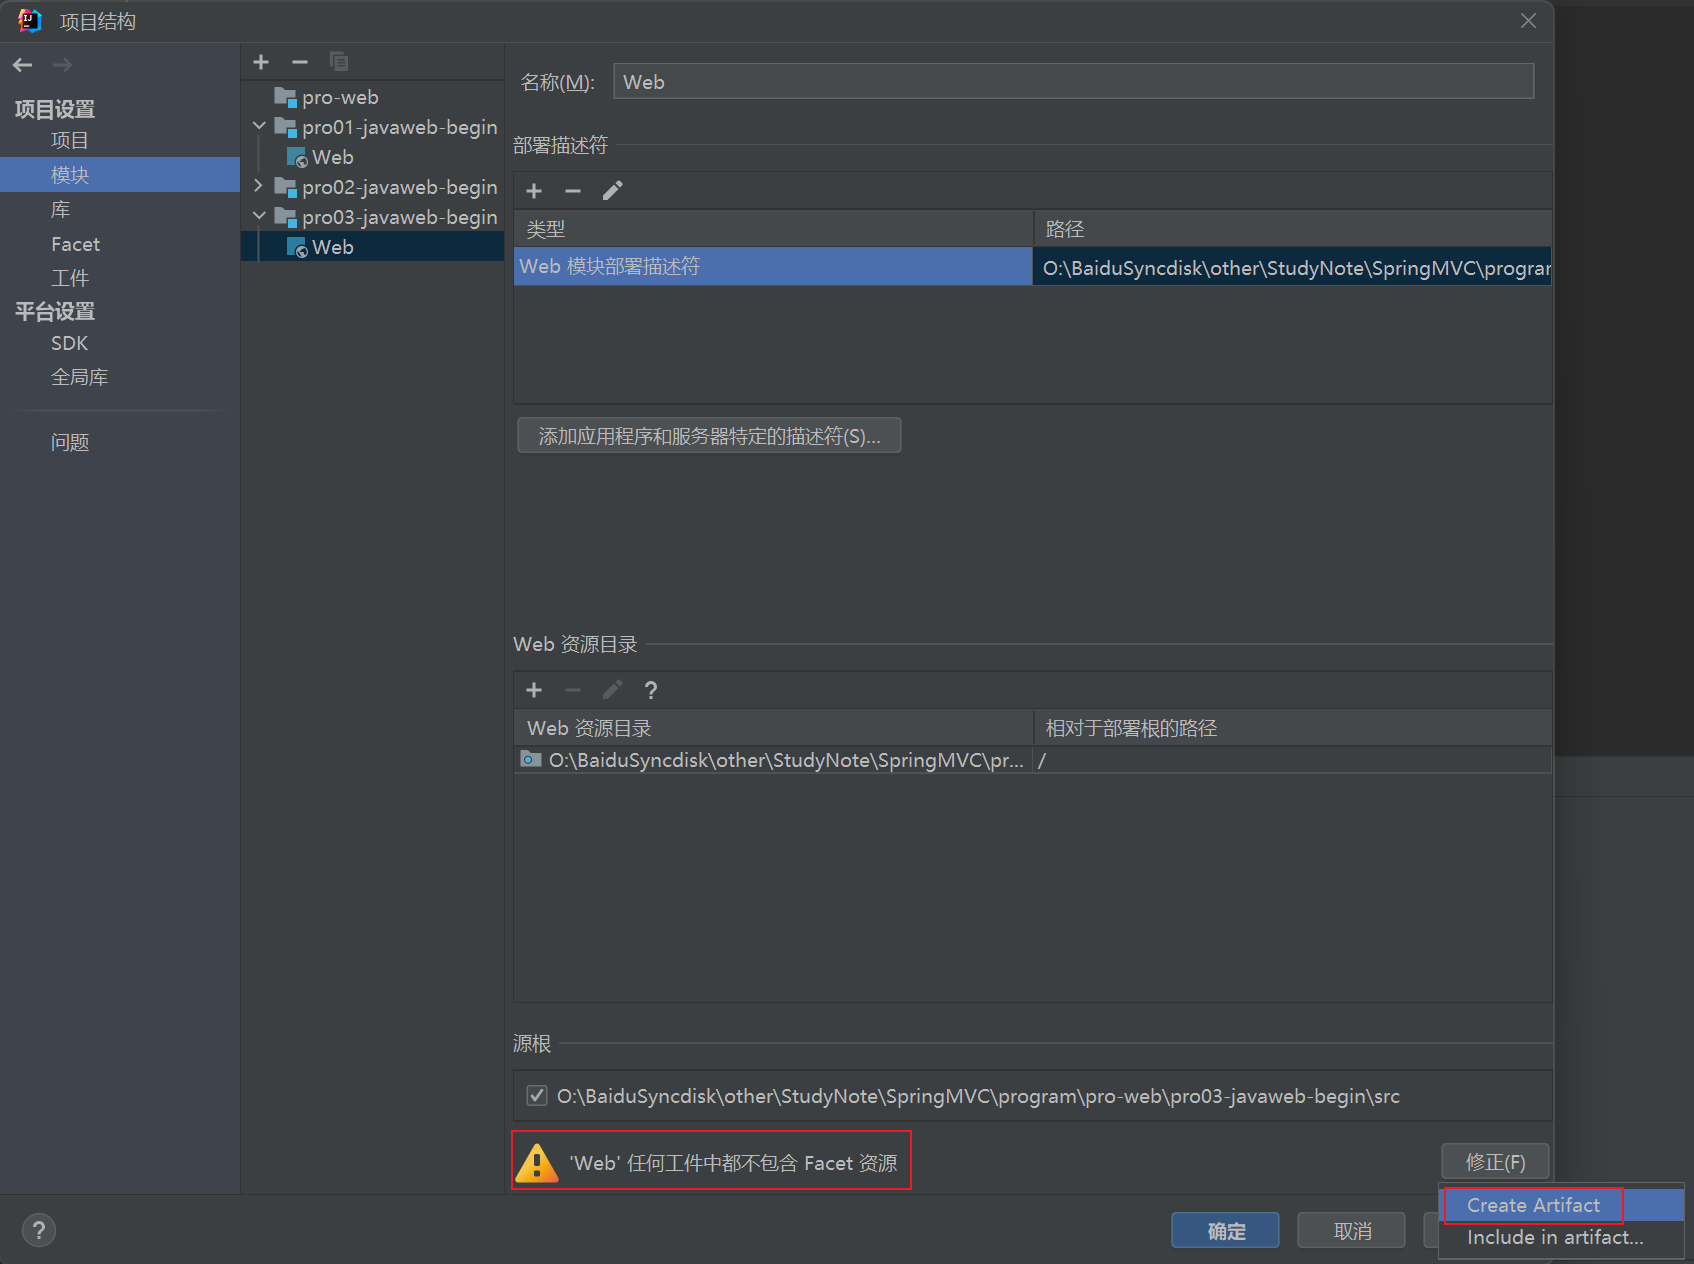 项目结构
项目设置
项目
模块
库
Facet
工件
平台设置
SDK
全局库
问题
pro-web
pro01-javaweb-begin
Web
pro02-javaweb-begin
pro03-javaweb-begin
Web
名称(M):
Web
部署描述符
类型
路径
Web 模块部署描述符
O:\BaiduSyncdisk\other\StudyNote\SpringMVC\program
添加应用程序和服务器特定的描述符(S)...
Web 资源目录
?
Web 资源目录
相对于部署根的路径
O:\BaiduSyncdisk\other\StudyNote\SpringMVC\pr...
/
源根
O:\BaiduSyncdisk\other\StudyNote\SpringMVC\program\pro-web\pro03-javaweb-begin\src
'Web' 任何工件中都不包含 Facet 资源
修正(F)
Create Artifact
Include in artifact...
?
确定
取消